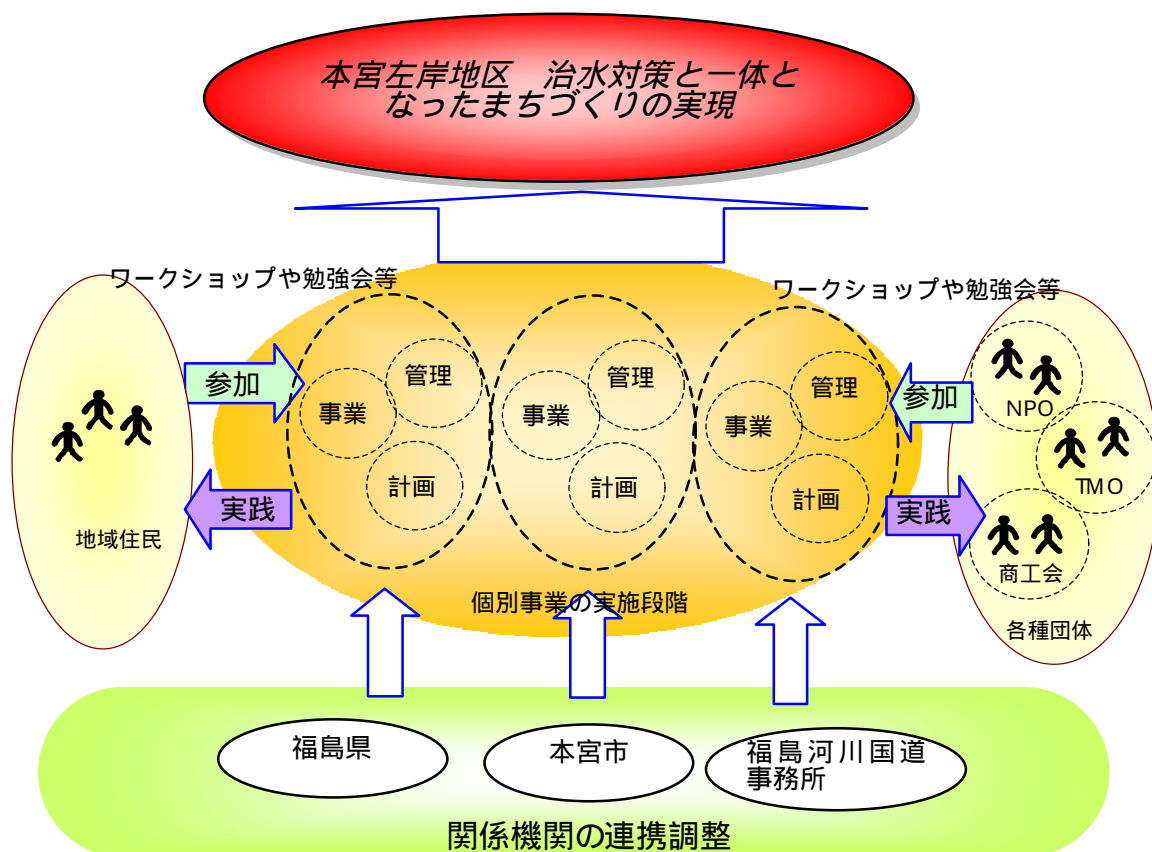 本宮左岸地区　治水対策と一体と
なったまちづくりの実現
ワークショップや勉強会等
ワークショップや勉強会等
参加
実践
地域住民
事業
管理
計画
事業
管理
計画
事業
管理
計画
参加
実践
NPO
TMO
商工会
各種団体
個別事業の実施段階
福島県
本宮市
福島河川国道
事務所
関係機関の連携調整